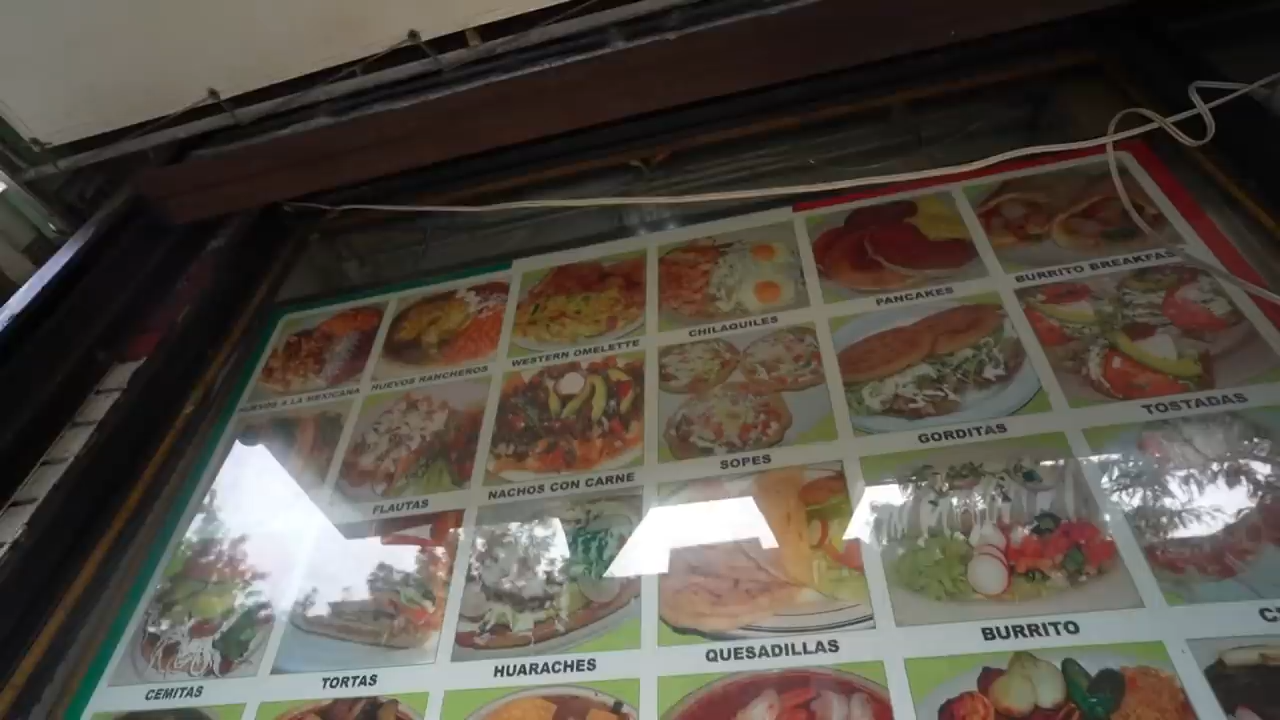 HUEVOS A LA MEXICANA
HUEVOS RANCHEROS
WESTERN OMELETTE
CHILAQUILES
PANCAKES
BURRITO BREAKFAS
FLAUTAS
NACHOS CON CARNE
SOPES
GORDITAS
TOSTADAS
CEMITAS
TORTAS
HUARACHES
QUESADILLAS
BURRITO